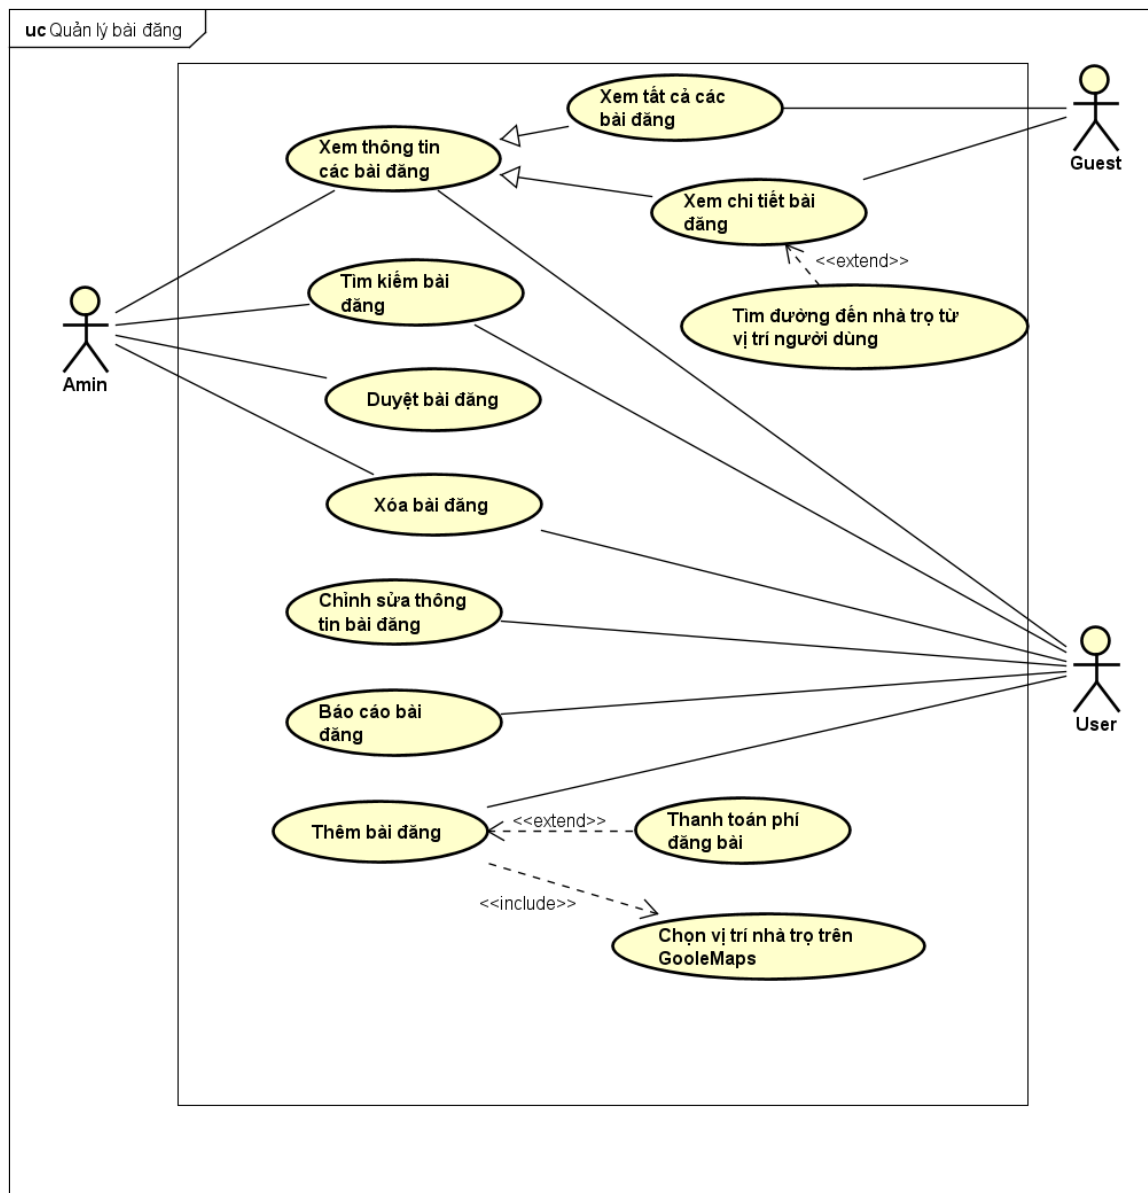 uc Quản lý bài đăng
Xem tất cả các
bài đăng
Guest
Xem thông tin
các bài đăng
Xem chi tiết bài
đăng
<<extend>>
Tìm kiếm bài
đăng
Tìm đường đến nhà trọ từ
vị trí người dùng
Amin
Duyệt bài đăng
Xóa bài đăng
Chỉnh sửa thông
tin bài đăng
User
Báo cáo bài
đăng
Thêm bài đăng
<<extend>>
Thanh toán phí
đăng bài
<<include>>
Chọn vị trí nhà trọ trên
GooleMaps